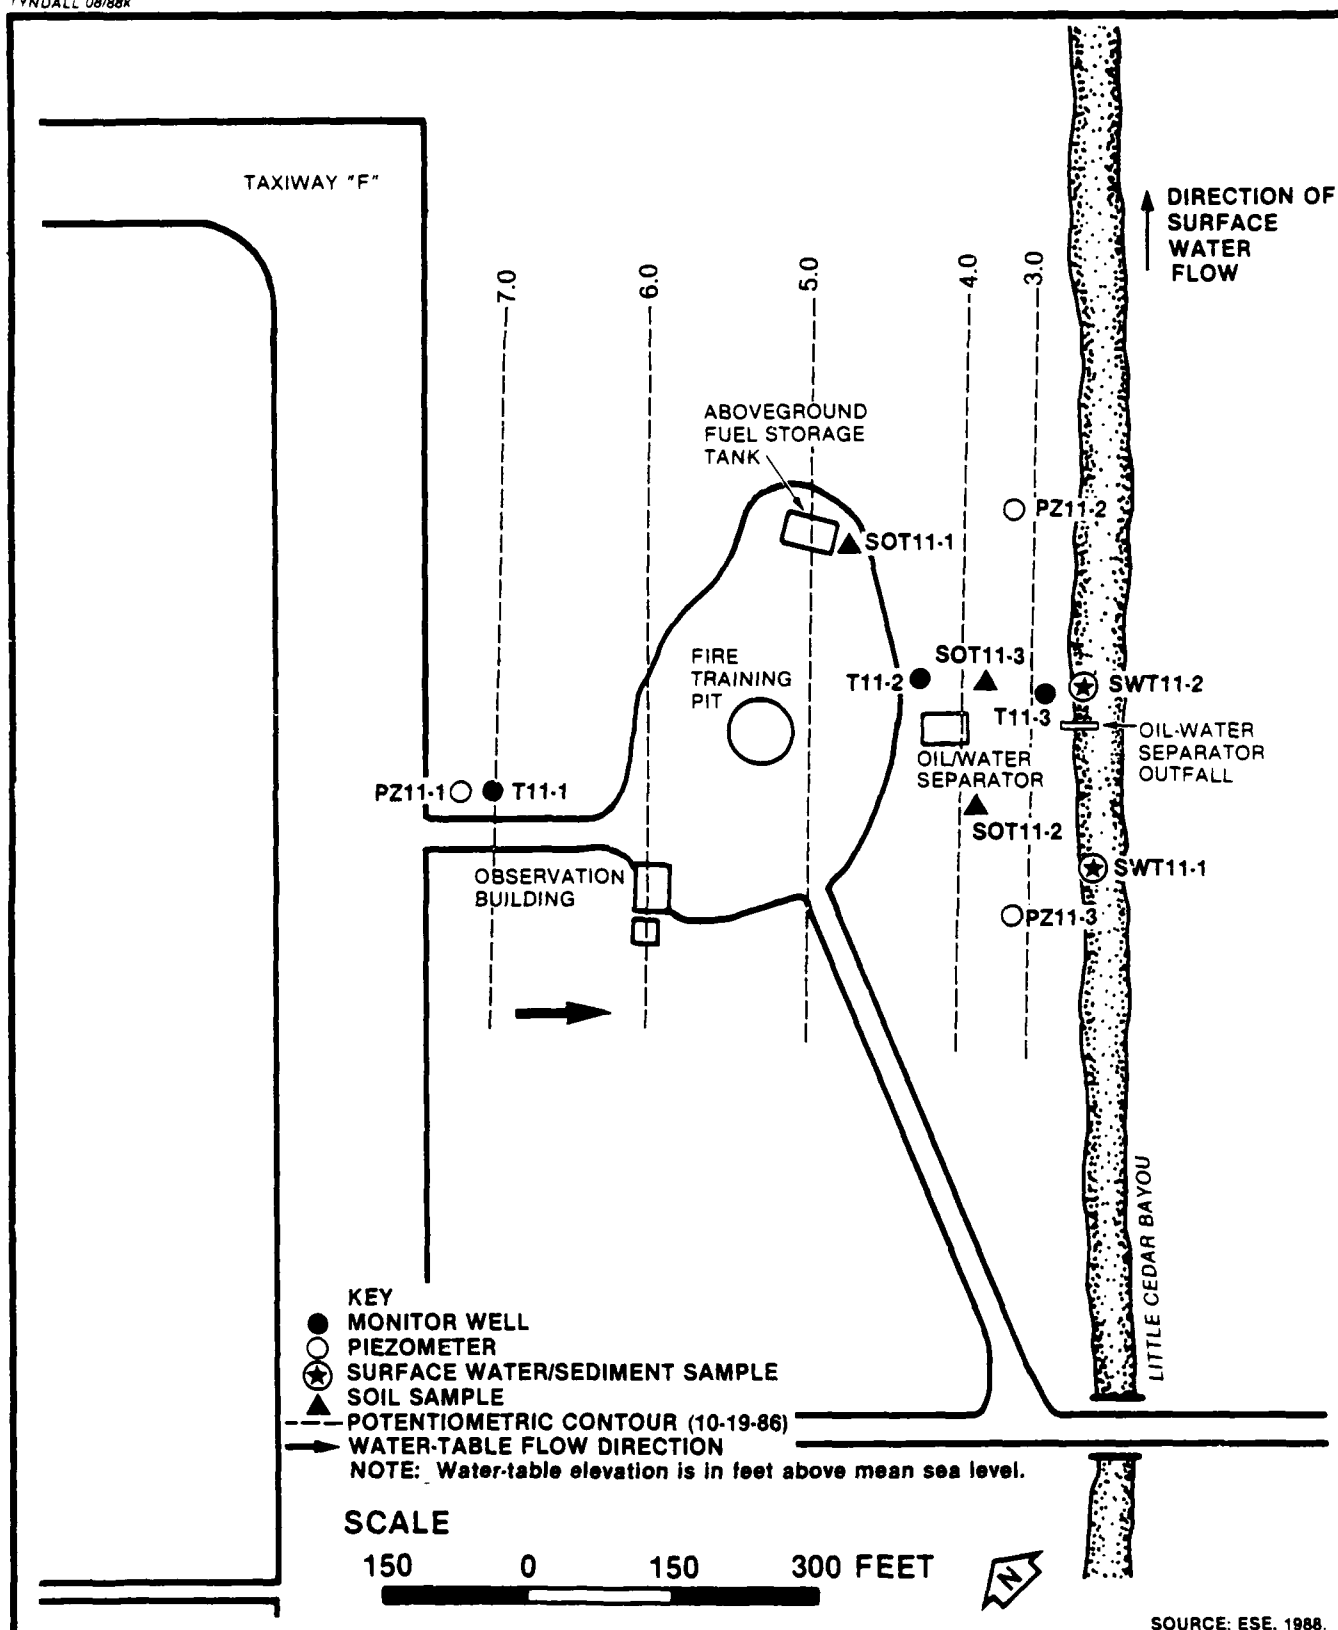 TYNDALL 08/88K
TAXIWAY "F"
DIRECTION OF
SURFACE
WATER
FLOW
7.0
6.0
5.0
4.0
3.0
ABOVEGROUND
FUEL STORAGE
TANK
PZ11-2
SOT11-1
FIRE
TRAINING
PIT
SOT11-3
T11-2
SWT11-2
T11-3
OIL-WATER
SEPARATOR
OUTFALL
OIL/WATER
SEPARATOR
PZ11-1
T11-1
SOT11-2
OBSERVATION
BUILDING
SWT11-1
PZ11-3
LITTLE CEDAR BAYOU
KEY
MONITOR WELL
PIEZOMETER
SURFACE WATER/SEDIMENT SAMPLE
SOIL SAMPLE
POTENTIOMETRIC CONTOUR (10-19-86)
WATER-TABLE FLOW DIRECTION
NOTE: Water-table elevation is in feet above mean sea level.
SCALE
150 0 150 300 FEET
N
SOURCE: ESE, 1988.